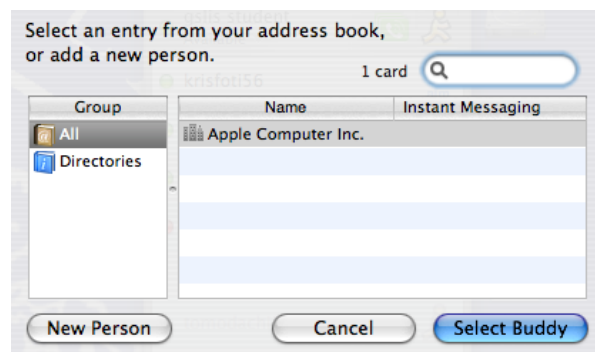 Select an entry from your address book,
or add a new person.
1 card
krisfoti56
Group Name Instant Messaging
All Apple Computer Inc.
Directories
New Person Cancel Select Buddy